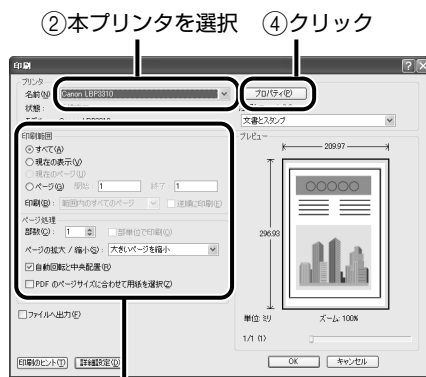 ②本プリンタを選択
④クリック
印刷
プリンタ
名前(N)
Canon LBP3310
プロパティ(P)
状態:
文書とスタンプ
印刷範囲
すべて(A)
現在の表示(V)
現在のページ(U)
ページ(G) 開始: 1 終了: 1
印刷(B): 範囲内のすべてのページ 逆順に印刷(E)
ページ処理
部数(C): 1 部単位で印刷(O)
ページの拡大 / 縮小(S): 大きいページを縮小
自動回転と中央配置(R)
PDF のページサイズに合わせて用紙を選択(Z)
ファイルへ出力(F)
プレビュー
209.97
296.93
単位: ミリ
ズーム: 100%
1/1 (1)
印刷のヒント(T)
詳細設定(D)
OK
キャンセル